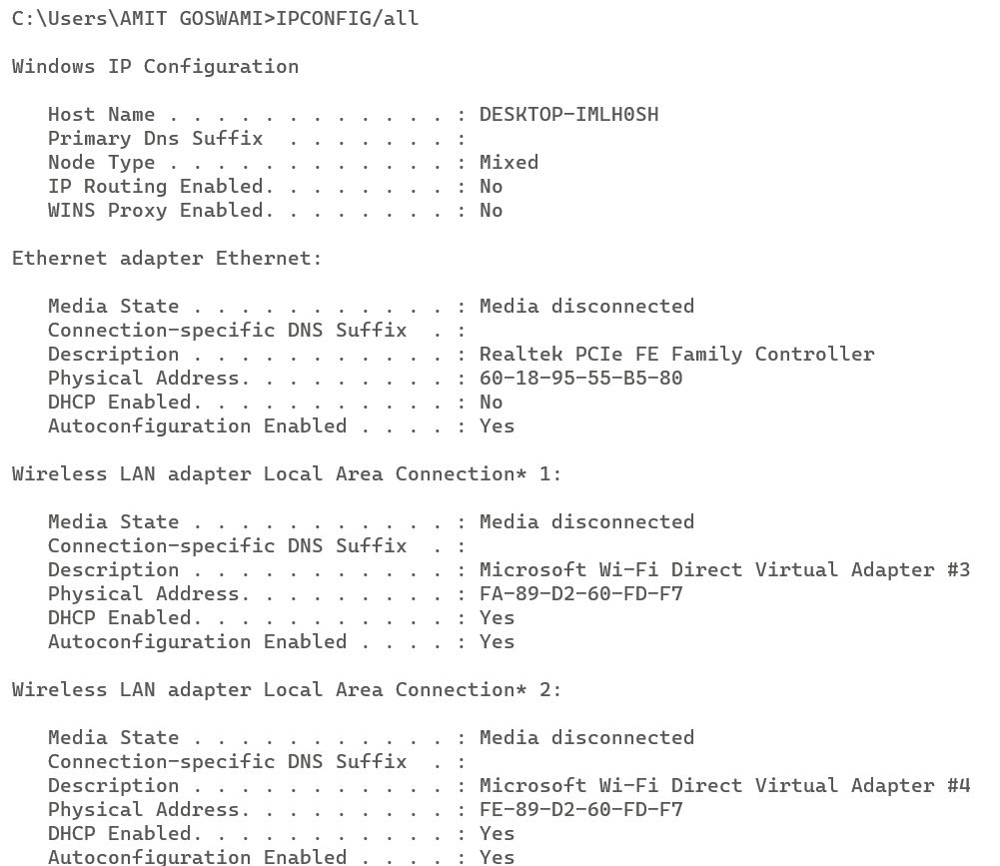 C:\Users\AMIT GOSWAMI>IPCONFIG/all
Windows IP Configuration
Host Name . . . . . . . . . . . . : DESKTOP-IMLH0SH
Primary Dns Suffix  . . . . . . . :
Node Type . . . . . . . . . . . . : Mixed
IP Routing Enabled. . . . . . . . : No
WINS Proxy Enabled. . . . . . . . : No
Ethernet adapter Ethernet:
Media State . . . . . . . . . . . : Media disconnected
Connection-specific DNS Suffix  . :
Description . . . . . . . . . . . : Realtek PCIe FE Family Controller
Physical Address. . . . . . . . . : 60-18-95-55-B5-80
DHCP Enabled. . . . . . . . . . . : No
Autoconfiguration Enabled . . . . : Yes
Wireless LAN adapter Local Area Connection* 1:
Media State . . . . . . . . . . . : Media disconnected
Connection-specific DNS Suffix  . :
Description . . . . . . . . . . . : Microsoft Wi-Fi Direct Virtual Adapter #3
Physical Address. . . . . . . . . : FA-89-D2-60-FD-F7
DHCP Enabled. . . . . . . . . . . : Yes
Autoconfiguration Enabled . . . . : Yes
Wireless LAN adapter Local Area Connection* 2:
Media State . . . . . . . . . . . : Media disconnected
Connection-specific DNS Suffix  . :
Description . . . . . . . . . . . : Microsoft Wi-Fi Direct Virtual Adapter #4
Physical Address. . . . . . . . . : FE-89-D2-60-FD-F7
DHCP Enabled. . . . . . . . . . . : Yes
Autoconfiguration Enabled . . . . : Yes